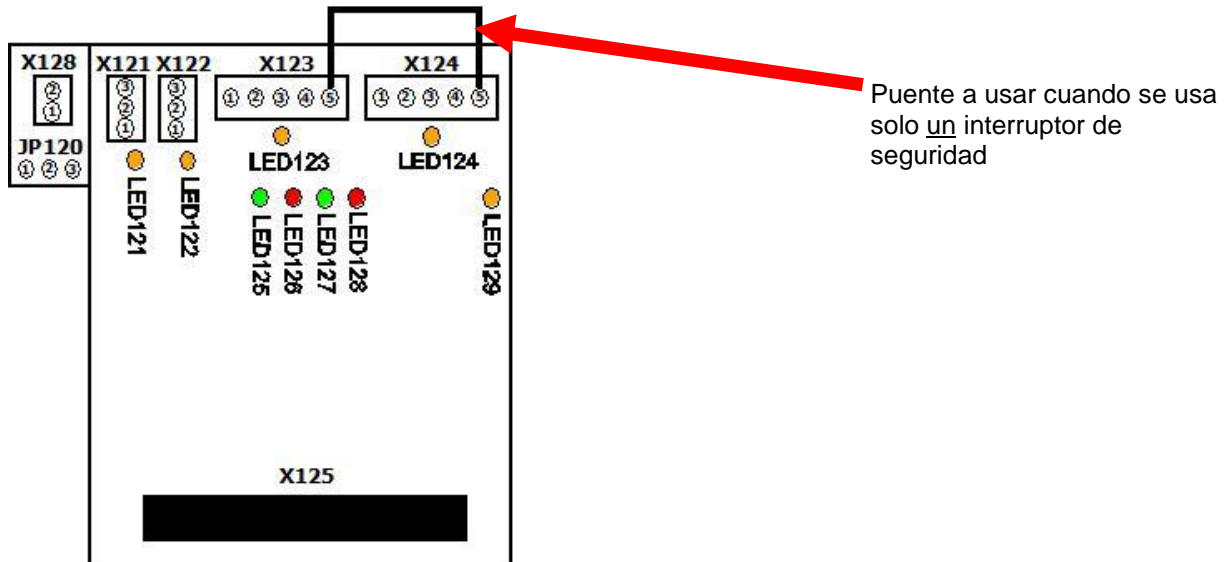 X128 X121 X122 X123 X124
② ③ ③ ① ② ③ ④ ⑤ ① ② ③ ④ ⑤
① ② ②
① ①
JP120
① ② ③
LED123 LED124
LED121
LED122
LED125
LED126
LED127
LED128
LED129
X125
Puente a usar cuando se usa
solo un interruptor de
seguridad